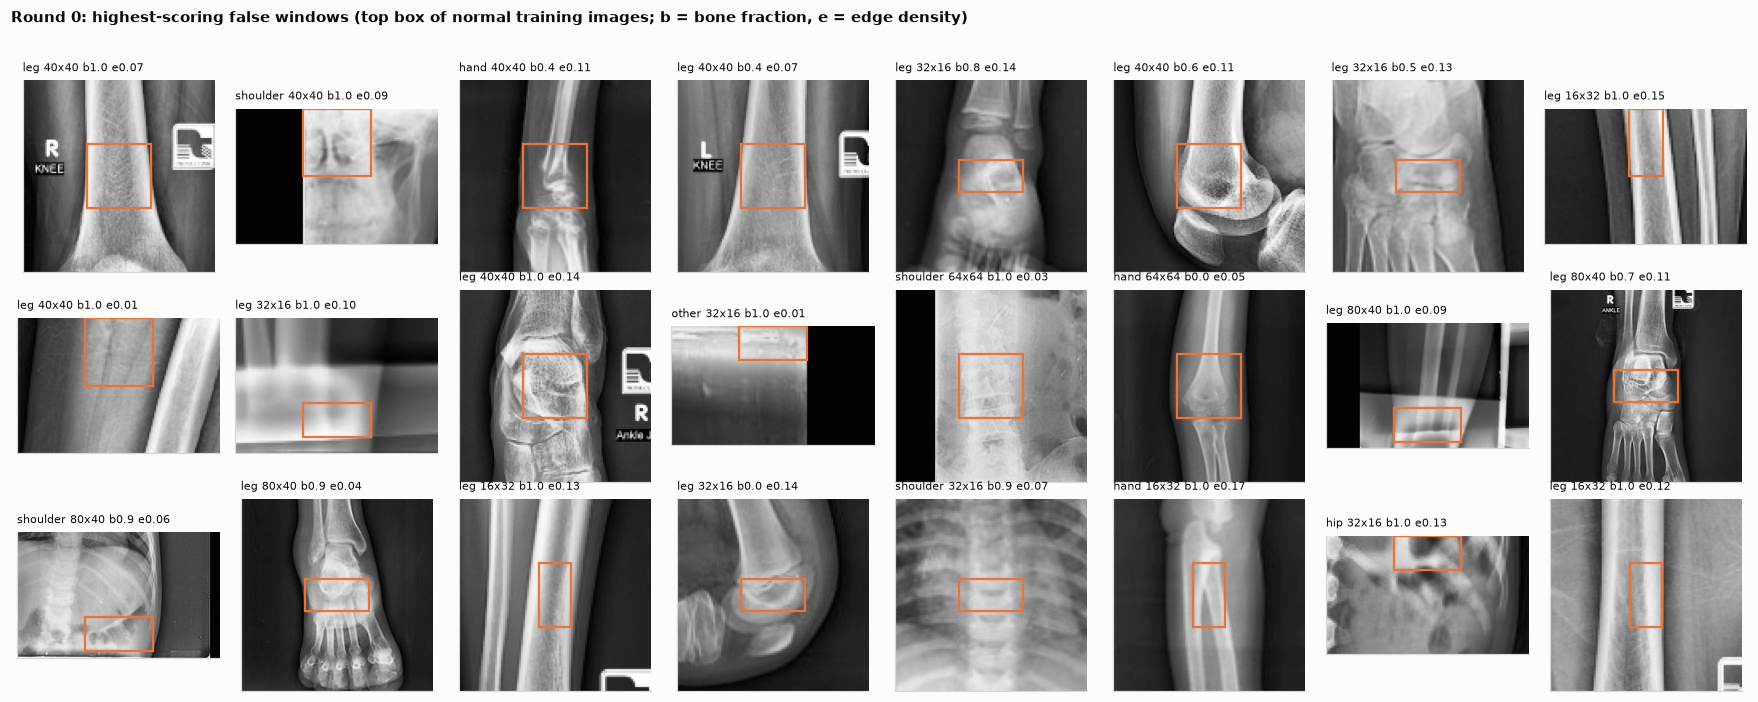 Round 0: highest-scoring false windows (top box of normal training images; b = bone fraction, e = edge density)
leg 40x40 b1.0 e0.07
shoulder 40x40 b1.0 e0.09
hand 40x40 b0.4 e0.11
leg 40x40 b0.4 e0.07
leg 32x16 b0.8 e0.14
leg 40x40 b0.6 e0.11
leg 32x16 b0.5 e0.13
leg 16x32 b1.0 e0.15
R
KNEE
L
KNEE
leg 40x40 b1.0 e0.01
leg 32x16 b1.0 e0.10
leg 40x40 b1.0 e0.14
other 32x16 b1.0 e0.01
shoulder 64x64 b1.0 e0.03
hand 64x64 b0.0 e0.05
leg 80x40 b1.0 e0.09
leg 80x40 b0.7 e0.11
R
Ankle
R
ANKLE
shoulder 80x40 b0.9 e0.06
leg 80x40 b0.9 e0.04
leg 16x32 b1.0 e0.13
leg 32x16 b0.0 e0.14
shoulder 32x16 b0.9 e0.07
hand 16x32 b1.0 e0.17
hip 32x16 b1.0 e0.13
leg 16x32 b1.0 e0.12